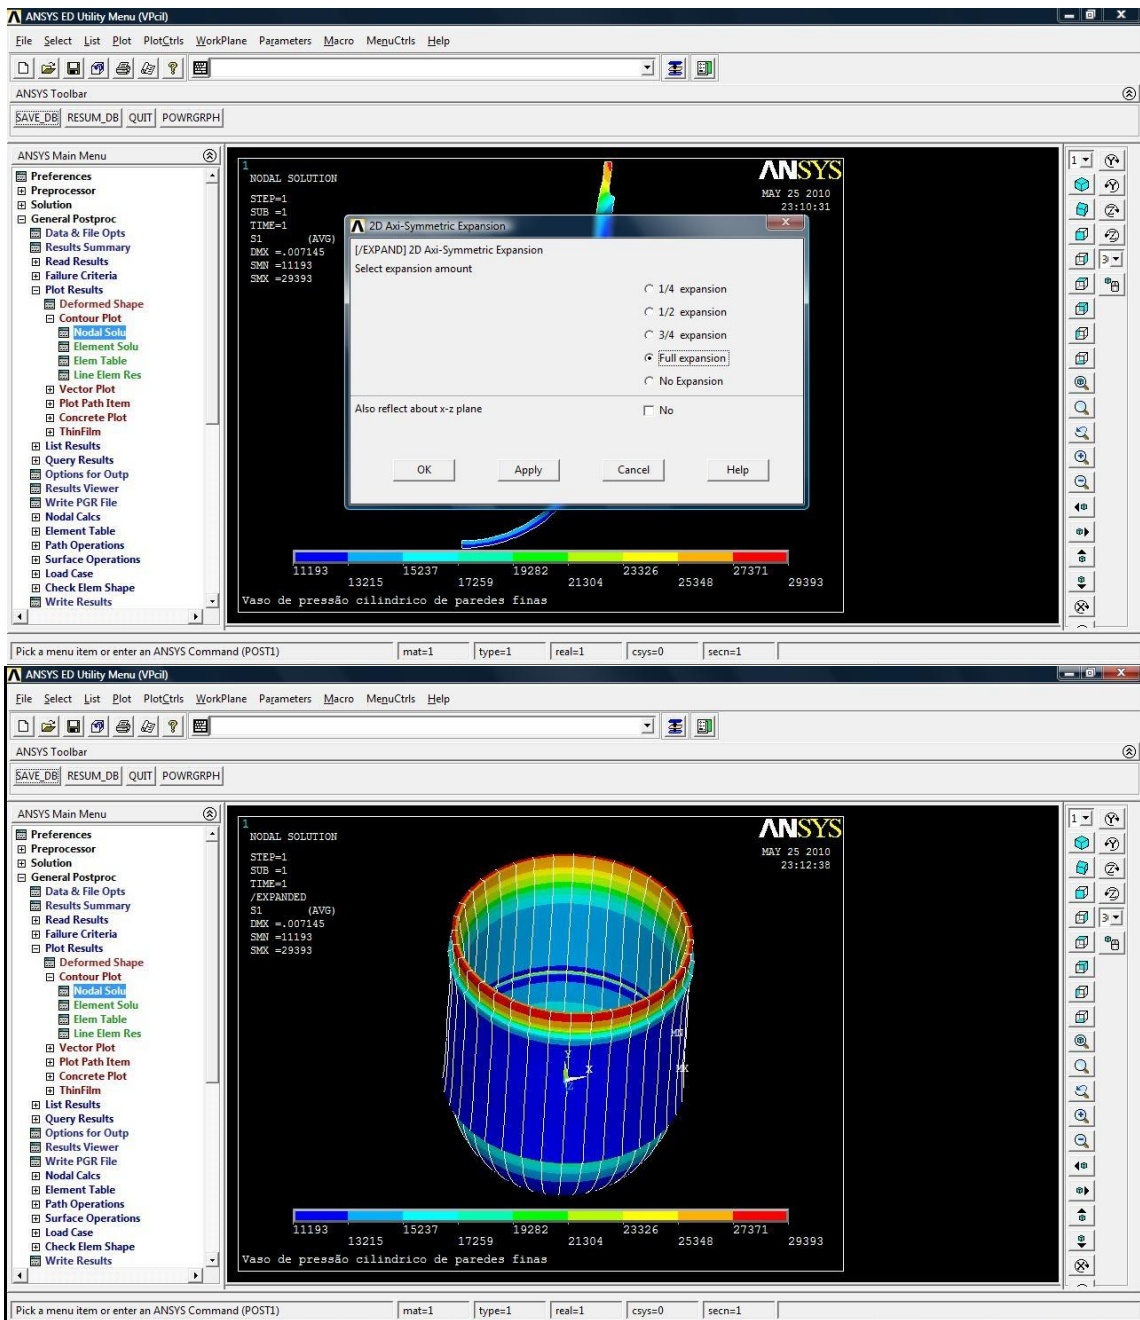 ANSYS ED Utility Menu (VPcil)
File Select List Plot PlotCtrls WorkPlane Parameters Macro MenuCtrls Help
ANSYS Toolbar
SAVE_DB RESUM_DB QUIT POWRGRPH
ANSYS Main Menu
Preferences
Preprocessor
Solution
General Postproc
Data & File Opts
Results Summary
Read Results
Failure Criteria
Plot Results
Deformed Shape
Contour Plot
Nodal Solu
Element Solu
Elem Table
Line Elem Res
Vector Plot
Plot Path Item
Concrete Plot
ThinFilm
List Results
Query Results
Options for Outp
Results Viewer
Write PGR File
Nodal Calcs
Element Table
Path Operations
Surface Operations
Load Case
Check Elem Shape
Write Results
1
NODAL SOLUTION
STEP=1
SUB =1
TIME=1
S1 (AVG)
DMX =.007145
SMN =11193
SMX =29393
ANSYS
MAY 25 2010
23:10:31
2D Axi-Symmetric Expansion
[/EXPAND] 2D Axi-Symmetric Expansion
Select expansion amount
1/4 expansion
1/2 expansion
3/4 expansion
Full expansion
No Expansion
Also reflect about x-z plane No
OK Apply Cancel Help
11193 15237 19282 23326 27371
13215 17259 21304 25348 29393
Vaso de pressão cilindrico de paredes finas
1
3
Pick a menu item or enter an ANSYS Command (POST1) mat=1 type=1 real=1 csys=0 secn=1
ANSYS ED Utility Menu (VPcil)
File Select List Plot PlotCtrls WorkPlane Parameters Macro MenuCtrls Help
ANSYS Toolbar
SAVE_DB RESUM_DB QUIT POWRGRPH
ANSYS Main Menu
Preferences
Preprocessor
Solution
General Postproc
Data & File Opts
Results Summary
Read Results
Failure Criteria
Plot Results
Deformed Shape
Contour Plot
Nodal Solu
Element Solu
Elem Table
Line Elem Res
Vector Plot
Plot Path Item
Concrete Plot
ThinFilm
List Results
Query Results
Options for Outp
Results Viewer
Write PGR File
Nodal Calcs
Element Table
Path Operations
Surface Operations
Load Case
Check Elem Shape
Write Results
1
NODAL SOLUTION
STEP=1
SUB =1
TIME=1
/EXPANDED
S1 (AVG)
DMX =.007145
SMN =11193
SMX =29393
ANSYS
MAY 25 2010
23:12:38
MN
MX
Y
X
Z
11193 15237 19282 23326 27371
13215 17259 21304 25348 29393
Vaso de pressão cilindrico de paredes finas
1
3
Pick a menu item or enter an ANSYS Command (POST1) mat=1 type=1 real=1 csys=0 secn=1